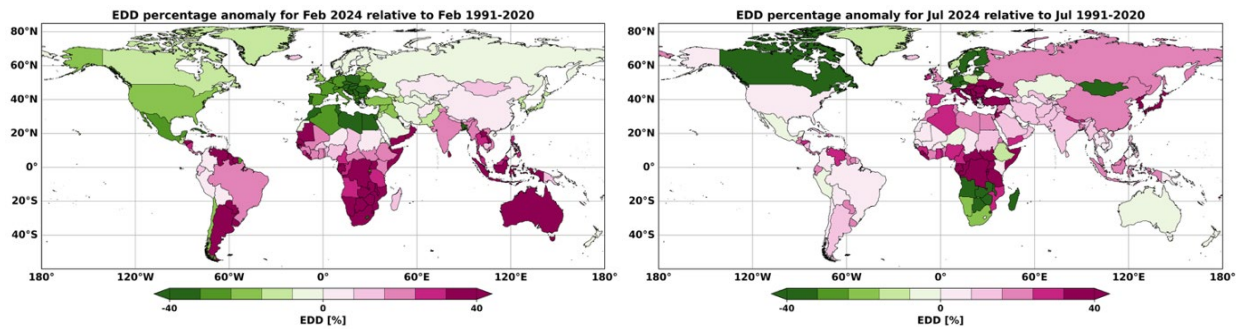 EDD percentage anomaly for Feb 2024 relative to Feb 1991-2020
80°N
60°N
40°N
20°N
0°
20°S
40°S
180°
120°W
60°W
0°
60°E
120°E
180°
-40
0
40
EDD [%]
EDD percentage anomaly for Jul 2024 relative to Jul 1991-2020
80°N
60°N
40°N
20°N
0°
20°S
40°S
180°
120°W
60°W
0°
60°E
120°E
180°
-40
0
40
EDD [%]